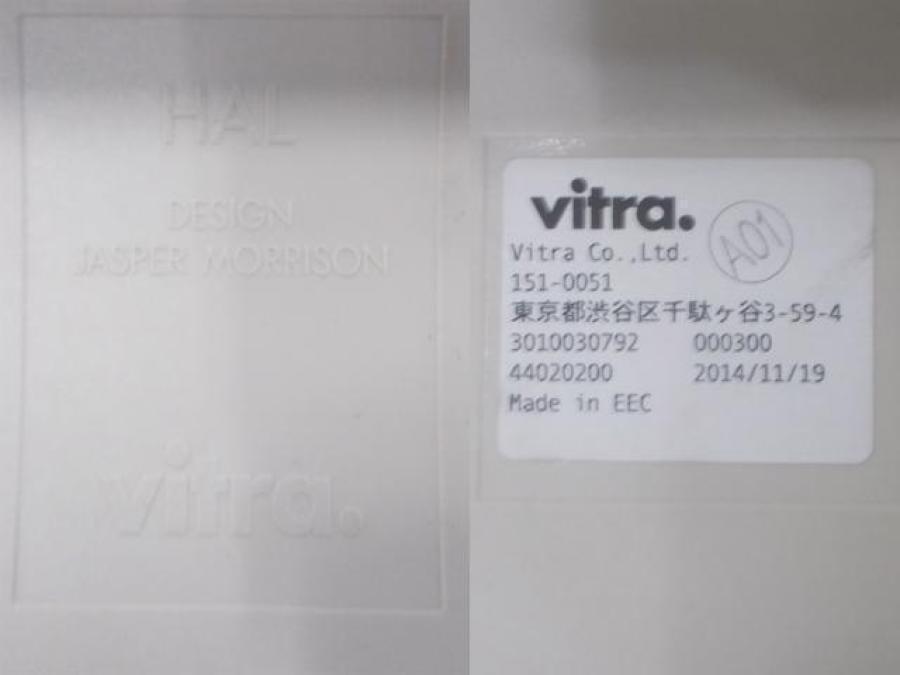 HAL
DESIGN
JASPER MORRISON
vitra.
vitra.
A01
Vitra Co.,Ltd.
151-0051
東京都渋谷区千駄ヶ谷3-59-4
3010030792 000300
44020200 2014/11/19
Made in EEC